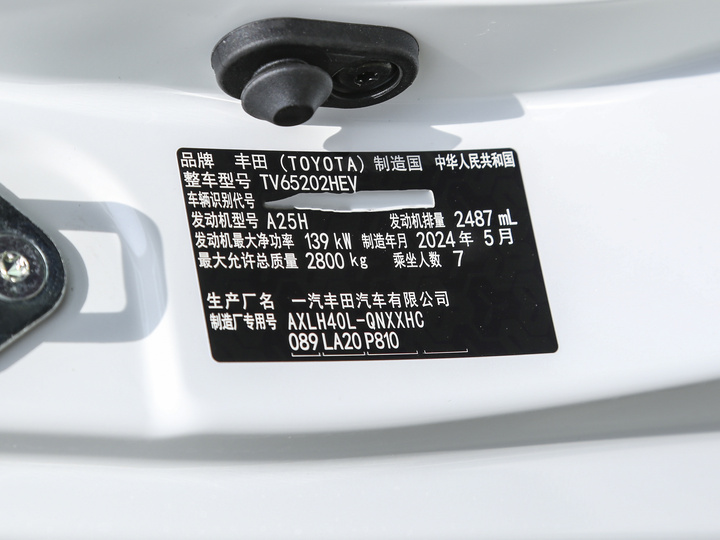 品牌 丰田 (TOYOTA) 制造国 中华人民共和国
整车型号 TV65202HEV
车辆识别代号
发动机型号 A25H 发动机排量 2487 mL
发动机最大净功率 139 kW 制造年月 2024 年 5 月
最大允许总质量 2800 kg 乘坐人数 7
生产厂名 一汽丰田汽车有限公司
制造厂专用号 AXLH40L-QNXXHC
089 LA20 P810